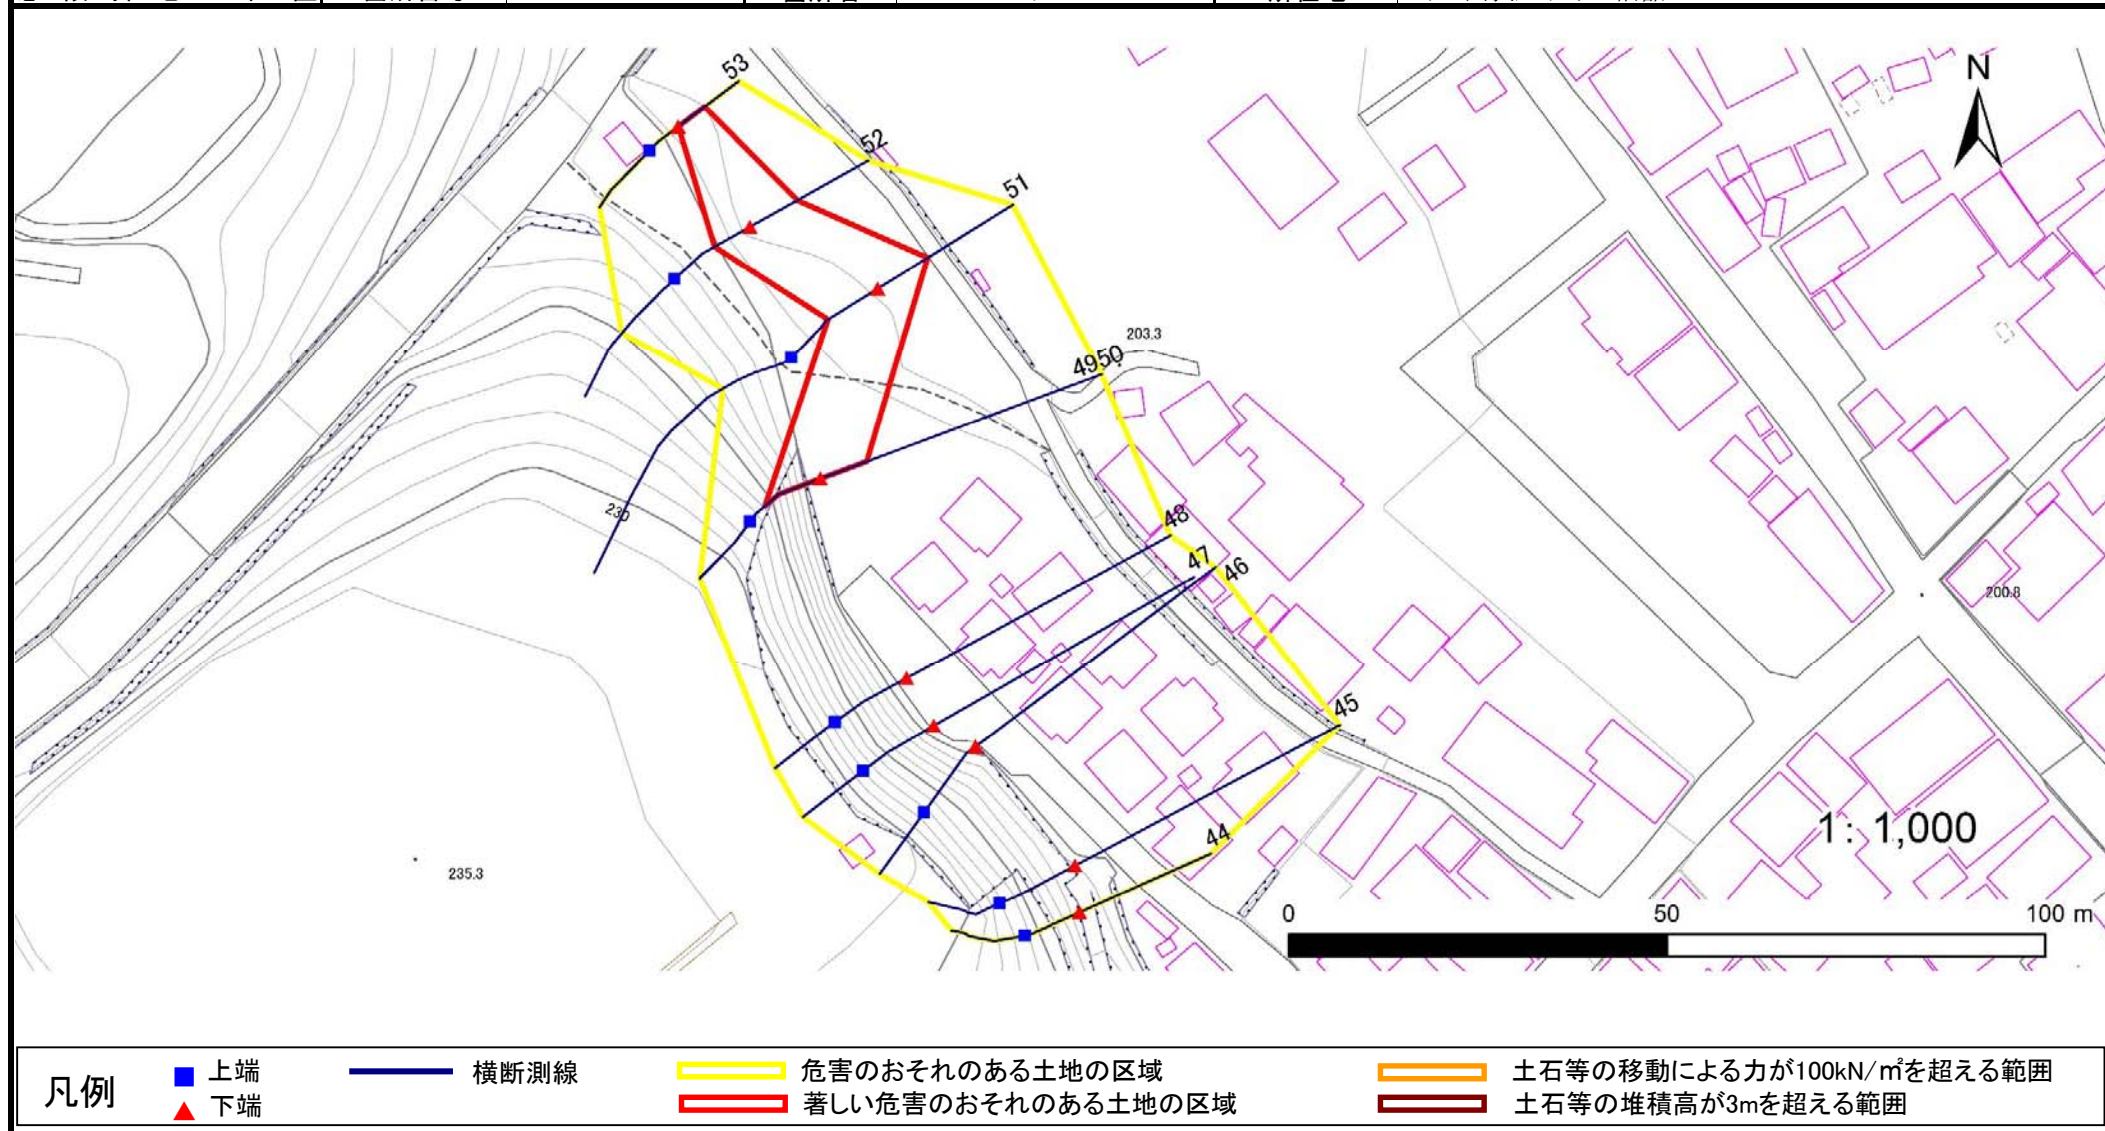 53
52
N
51
203.3
4950
230
48
47
46
200.8
45
44
1:1,000
235.3
0 50 100 m
凡例
上端
下端
横断測線
危害のおそれのある土地の区域
著しい危害のおそれのある土地の区域
土石等の移動による力が100kN/㎡を超える範囲
土石等の堆積高が3mを超える範囲